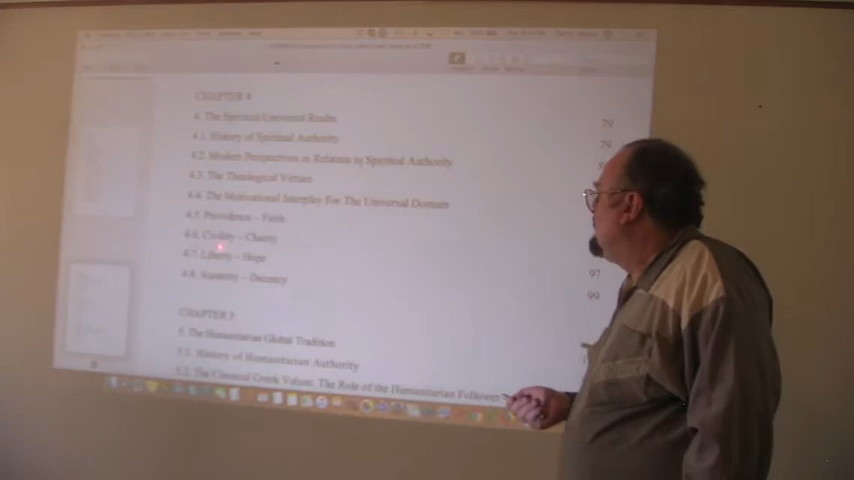 CHAPTER 4
4. The Spiritual/Universal Realm 79
4.1. History of Spiritual Authority 79
4.2. Modern Perspectives in Relation to Spiritual Authority
4.3. The Theological Virtues
4.4. The Motivational Interplay For The Universal Domain
4.5. Providence – Faith
4.6. Civility – Charity
4.7. Liberty – Hope 97
4.8. Austerity – Decency 99
CHAPTER 5
5. The Humanitarian Global Tradition
5.1. History of Humanitarian Authority
5.2. The Classical Greek Values: The Role of the Humanitarian Follower